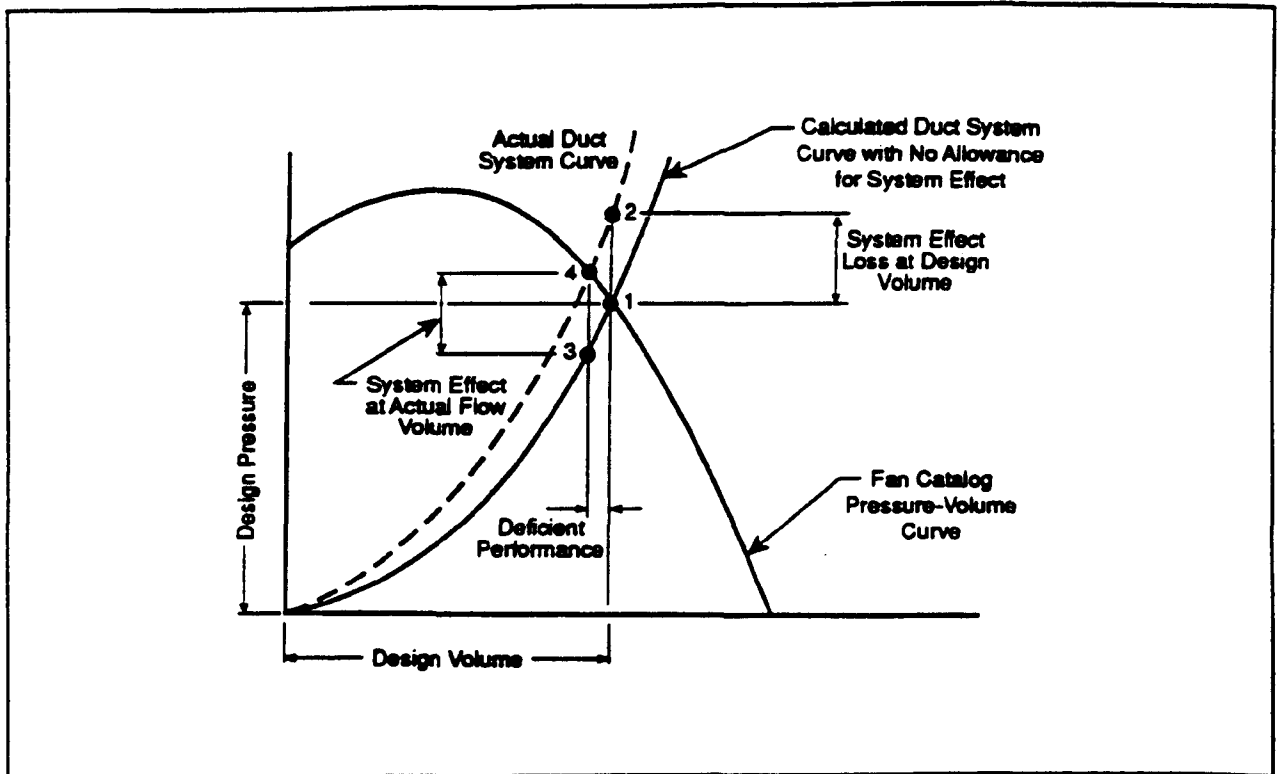 Actual Duct
System Curve
Calculated Duct System
Curve with No Allowance
for System Effect
2
System Effect
Loss at Design
Volume
4
1
3
System Effect
at Actual Flow
Volume
Design Pressure
Deficient
Performance
Fan Catalog
Pressure-Volume
Curve
Design Volume